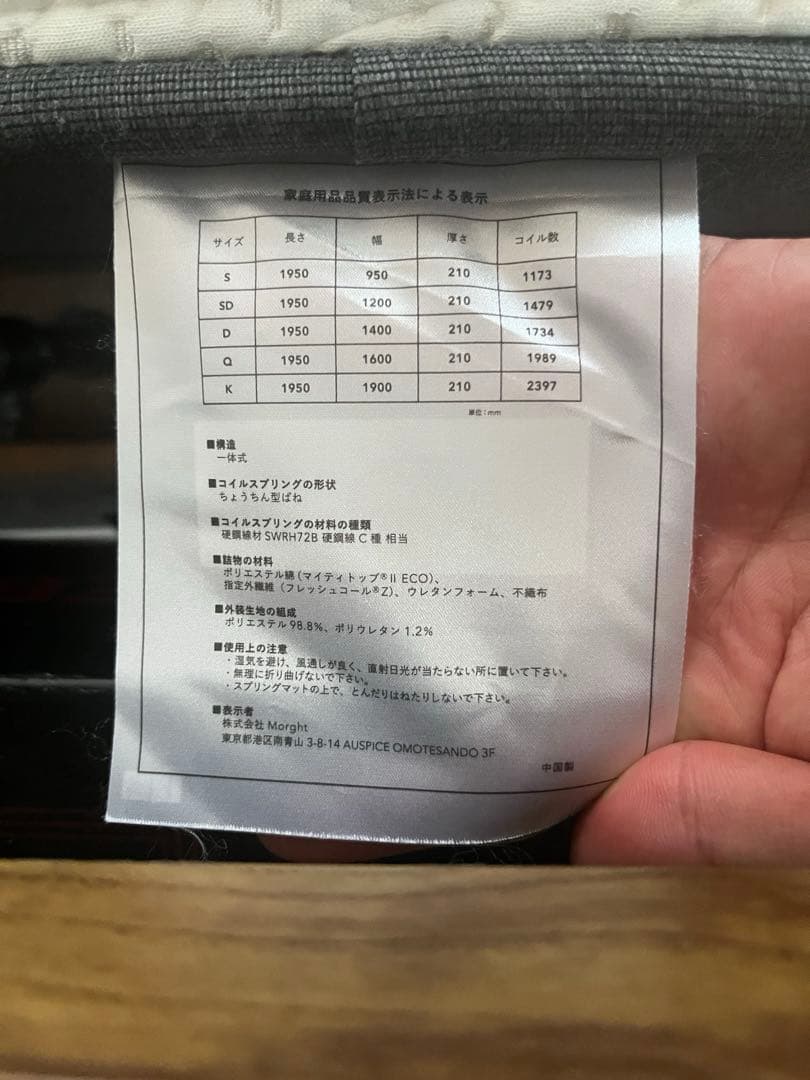 家庭用品品質表示法による表示
サイズ 長さ 幅 厚さ コイル数
S 1950 950 210 1173
SD 1950 1200 210 1479
D 1950 1400 210 1734
Q 1950 1600 210 1989
K 1950 1900 210 2397
単位:mm
■構造
一体式
■コイルスプリングの形状
ちょうちん型ばね
■コイルスプリングの材料の種類
硬鋼線材 SWRH72B 硬鋼線 C 種 相当
■詰物の材料
ポリエステル綿(マイティトップ®II ECO)、
指定外繊維(フレッシュコール®Z)、ウレタンフォーム、不織布
■外装生地の組成
ポリエステル 98.8%、ポリウレタン 1.2%
■使用上の注意
・湿気を避け、風通しが良く、直射日光が当たらない所に置いて下さい。
・無理に折り曲げないで下さい。
・スプリングマットの上で、とんだりはねたりしないで下さい。
■表示者
株式会社 Morght
東京都港区南青山 3-8-14 AUSPICE OMOTESANDO 3F
中国製